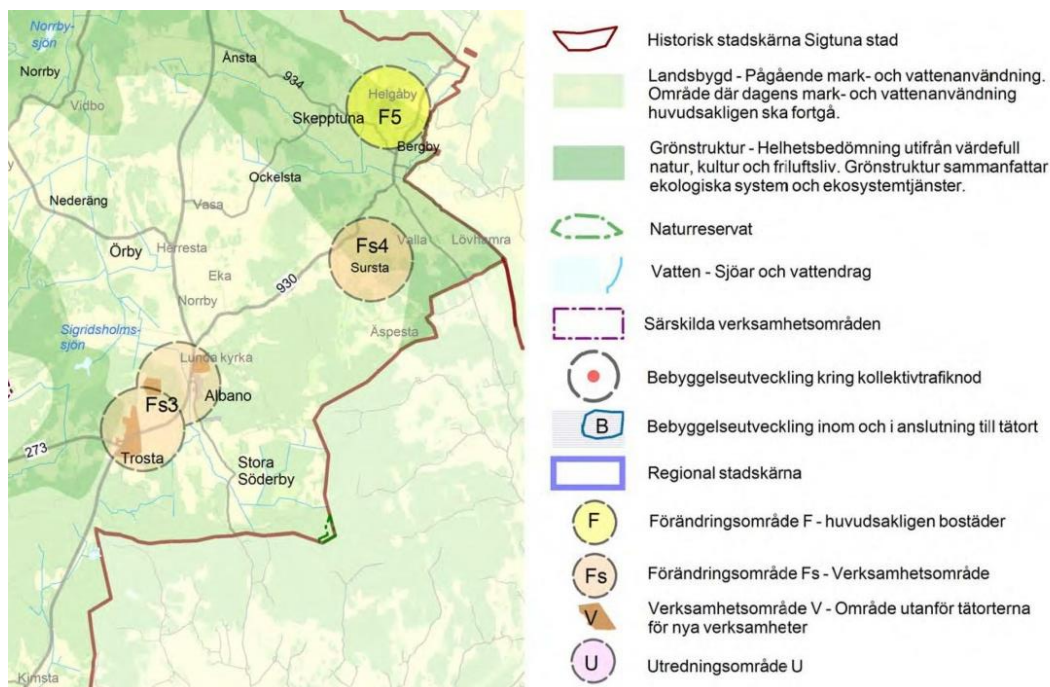 Norrby-
sjön
Norrby
Vidbo
Ånsta
934
Helgåby
Skepptuna
F5
Bergby
Ockelsta
Nederäng
Vasa
Örby
Herresta
Fs4
Valla
Lövhamra
Sursta
Eka
930
Norrby
Sigridsholms-
sjön
Äspesta
Lunda kyrka
Albano
Fs3
273
Trosta
Stora
Söderby
Kimsta
Historisk stadskärna Sigtuna stad
Landsbygd - Pågående mark- och vattenanvändning.
Område där dagens mark- och vattenanvändning
huvudsakligen ska fortgå.
Grönstruktur - Helhetsbedömning utifrån värdefull
natur, kultur och friluftsliv. Grönstruktur sammanfattar
ekologiska system och ekosystemtjänster.
Naturreservat
Vatten - Sjöar och vattendrag
Särskilda verksamhetsområden
Bebyggelseutveckling kring kollektivtrafiknod
B
Bebyggelseutveckling inom och i anslutning till tätort
Regional stadskärna
F
Förändringsområde F - huvudsakligen bostäder
Fs
Förändringsområde Fs - Verksamhetsområde
V
Verksamhetsområde V - Område utanför tätorterna
för nya verksamheter
U
Utredningsområde U